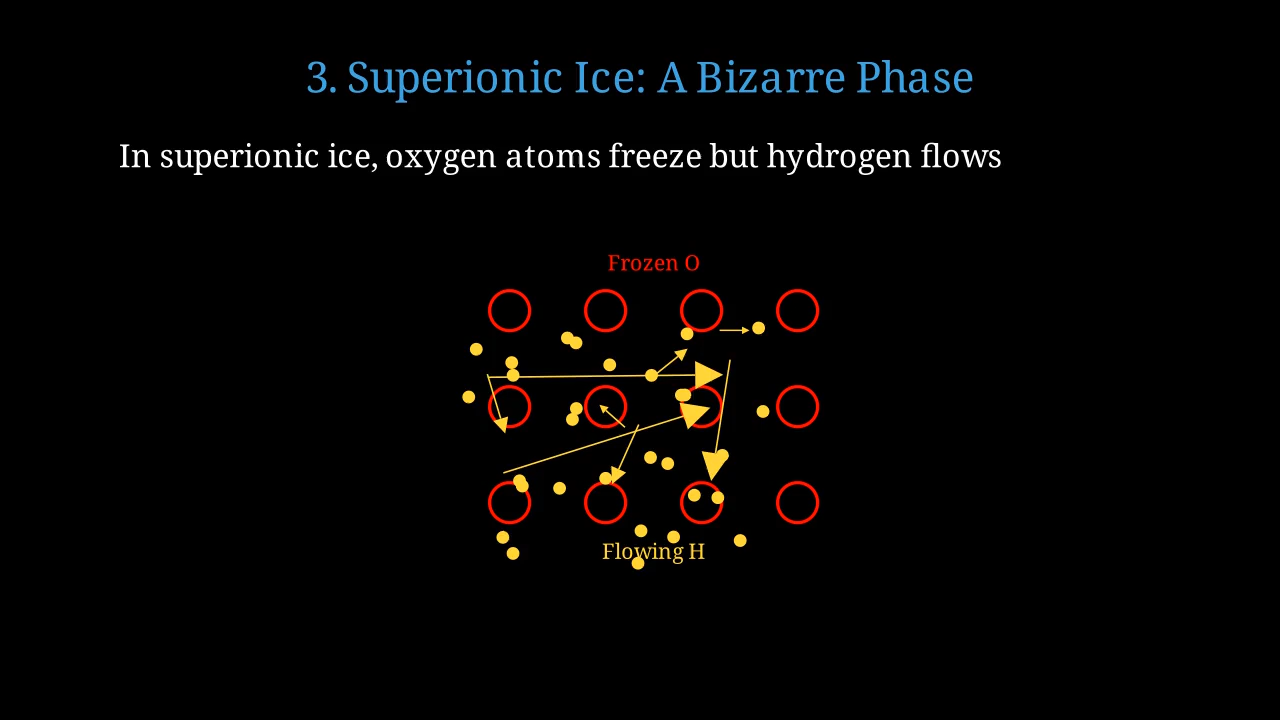 3. Superionic Ice: A Bizarre Phase
In superionic ice, oxygen atoms freeze but hydrogen flows
Frozen O
Flowing H